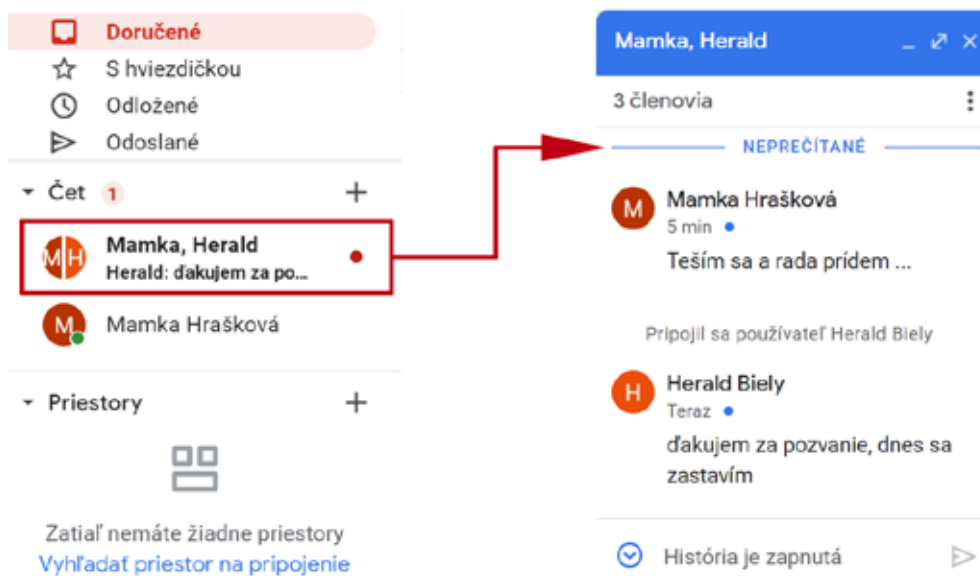 Doručené
S hviezdičkou
Odložené
Odoslané
Čet 1
MH
Mamka, Herald
Herald: ďakujem za po...
M
Mamka Hrašková
Priestory
Zatiaľ nemáte žiadne priestory
Vyhľadať priestor na pripojenie
Mamka, Herald
3 členovia
NEPREČÍTANÉ
M
Mamka Hrašková
5 min
Teším sa a rada prídem ...
Pripojil sa používateľ Herald Biely
H
Herald Biely
Teraz
ďakujem za pozvanie, dnes sa
zastavím
História je zapnutá